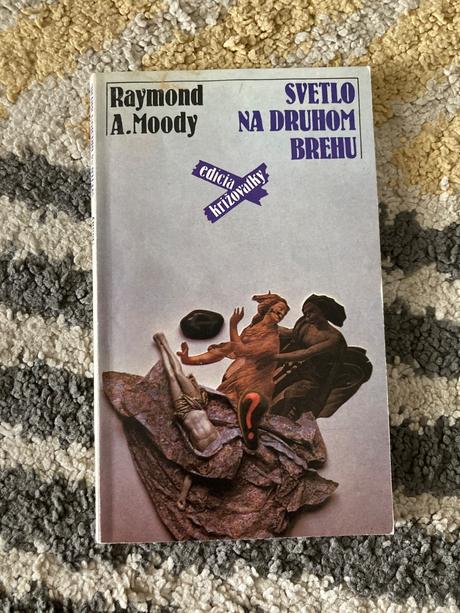 Raymond
A. Moody
SVETLO
NA DRUHOM
BREHU
edícia
križovatky